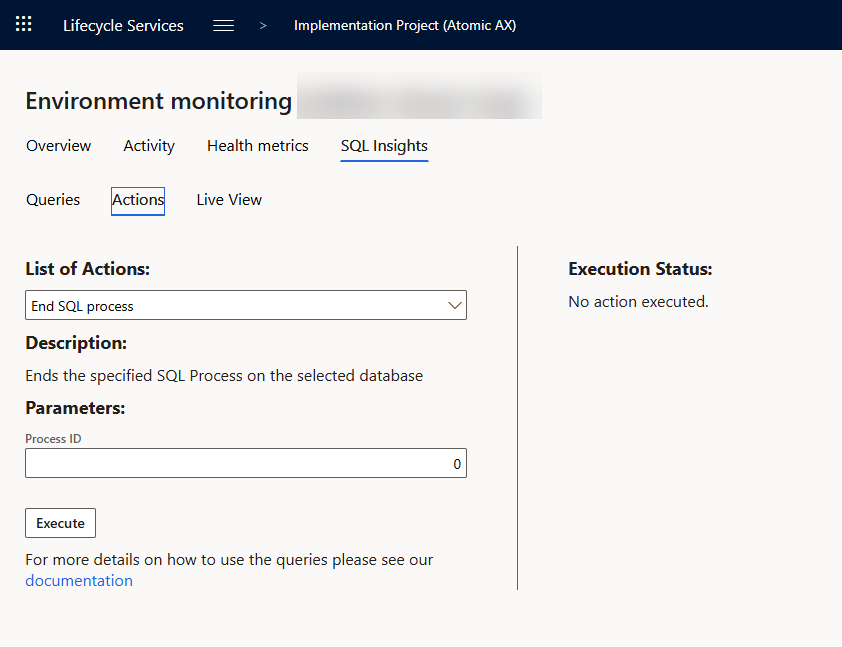 Lifecycle Services > Implementation Project (Atomic AX)
Environment monitoring
Overview Activity Health metrics SQL Insights
Queries Actions Live View
List of Actions:
End SQL process
Description:
Ends the specified SQL Process on the selected database
Parameters:
Process ID
0
Execute
For more details on how to use the queries please see our
documentation
Execution Status:
No action executed.